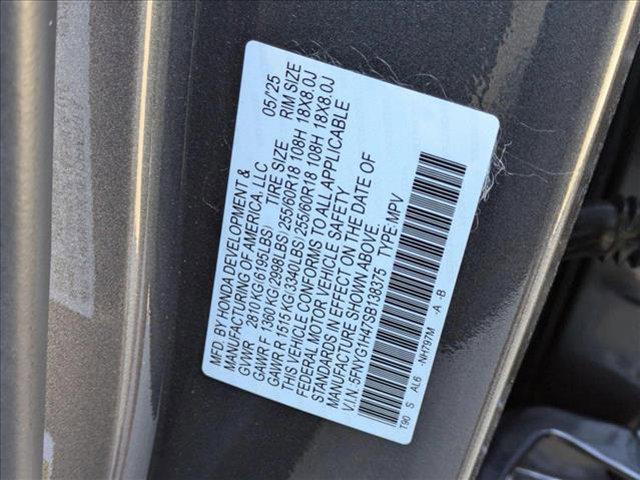 MFD. BY HONDA DEVELOPMENT &
MANUFACTURING OF AMERICA, LLC 05/'25
GVWR 2810 KG(6195LBS) TIRE SIZE RIM SIZE
GAWR F 1360 KG(2998LBS)255/60R18 108H 18X8.0J
GAWR R 1515 KG(3340LBS)255/60R18 108H 18X8.0J
THIS VEHICLE CONFORMS TO ALL APPLICABLE
FEDERAL MOTOR VEHICLE SAFETY
STANDARDS IN EFFECT ON THE DATE OF
MANUFACTURE SHOWN ABOVE.
V.I.N. 5FNYG1H47SB138375 TYPE:MPV
T90 S AL6 -NH797M -A -B